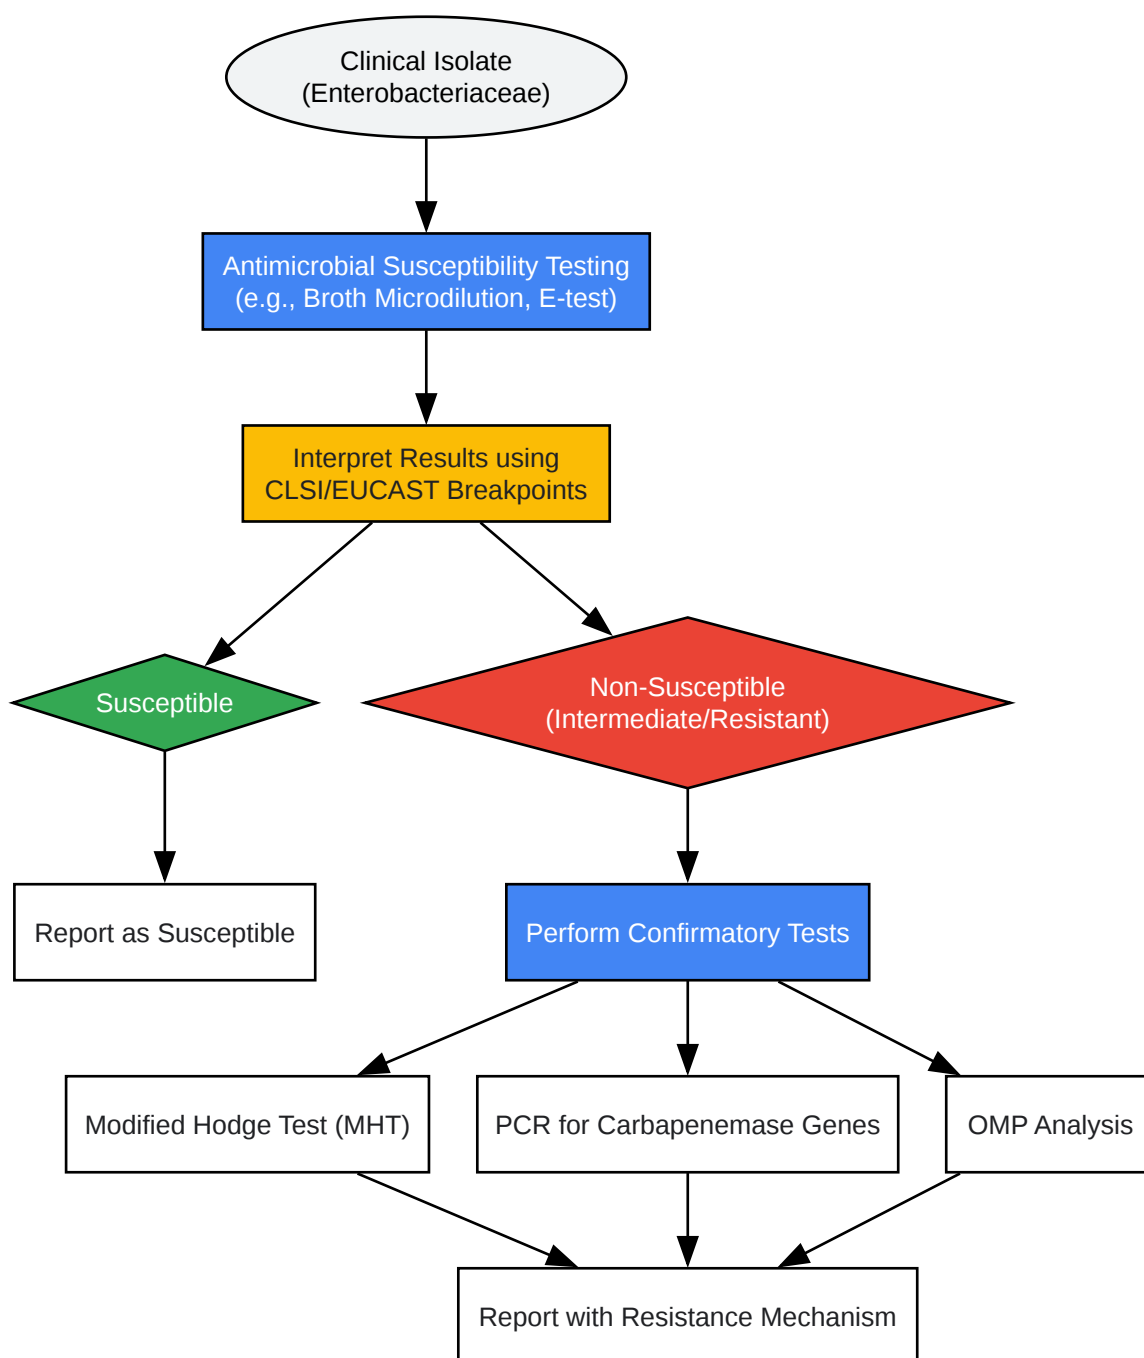 Clinical Isolate
(Enterobacteriaceae)
Antimicrobial Susceptibility Testing
(e.g., Broth Microdilution, E-test)
Interpret Results using
CLSI/EUCAST Breakpoints
Susceptible
Non-Susceptible
(Intermediate/Resistant)
Report as Susceptible
Perform Confirmatory Tests
Modified Hodge Test (MHT)
PCR for Carbapenemase Genes
OMP Analysis
Report with Resistance Mechanism